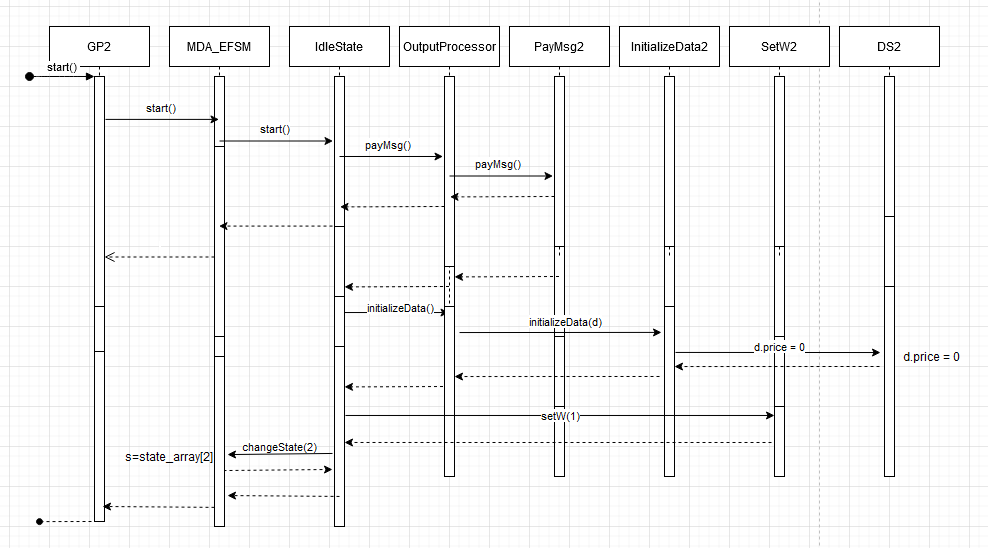 GP2
MDA_EFSM
IdleState
OutputProcessor
PayMsg2
InitializeData2
SetW2
DS2
start()
start()
start()
payMsg()
payMsg()
initializeData()
initializeData(d)
d.price = 0
d.price = 0
setW(1)
changeState(2)
s=state_array[2]